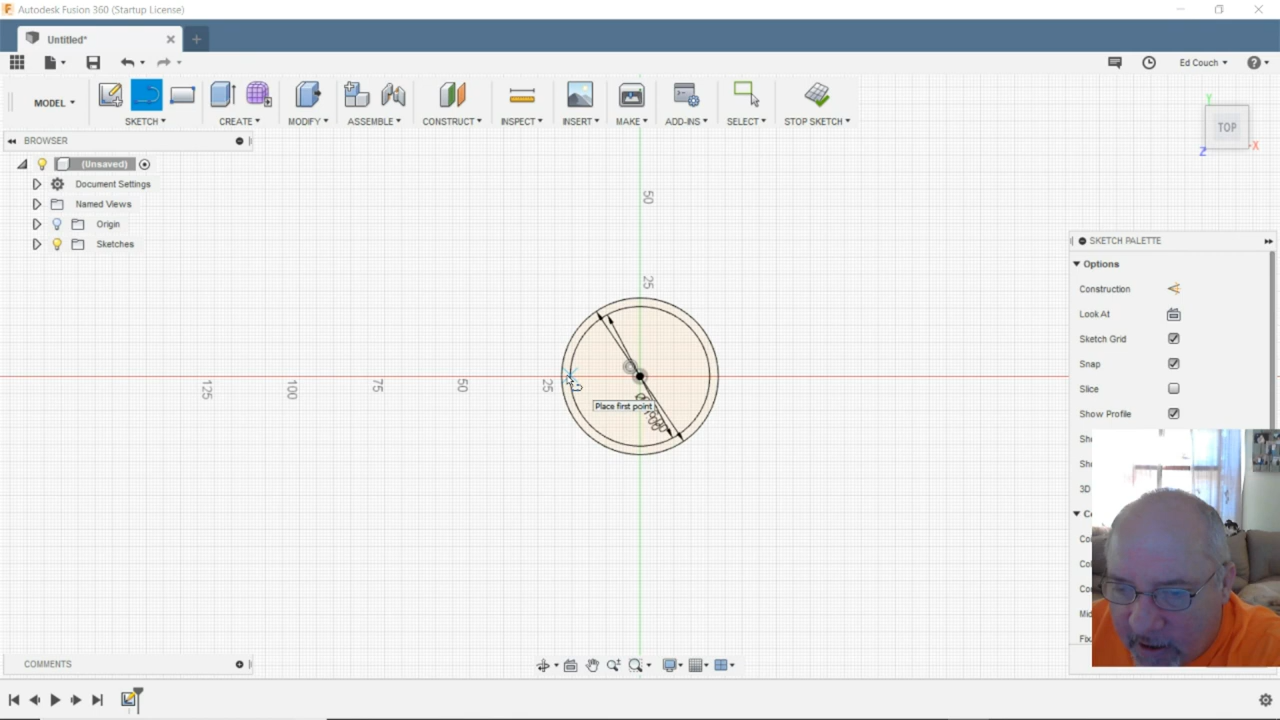 Autodesk Fusion 360 (Startup License)
Untitled*
Ed Couch
MODEL
SKETCH
CREATE
MODIFY
ASSEMBLE
CONSTRUCT
INSPECT
INSERT
MAKE
ADD-INS
SELECT
STOP SKETCH
Y
TOP
Z
X
BROWSER
(Unsaved)
Document Settings
Named Views
Origin
Sketches
50
25
125
100
75
50
25
Place first point
SKETCH PALETTE
Options
Construction
Look At
Sketch Grid
Snap
Slice
Show Profile
3D
COMMENTS